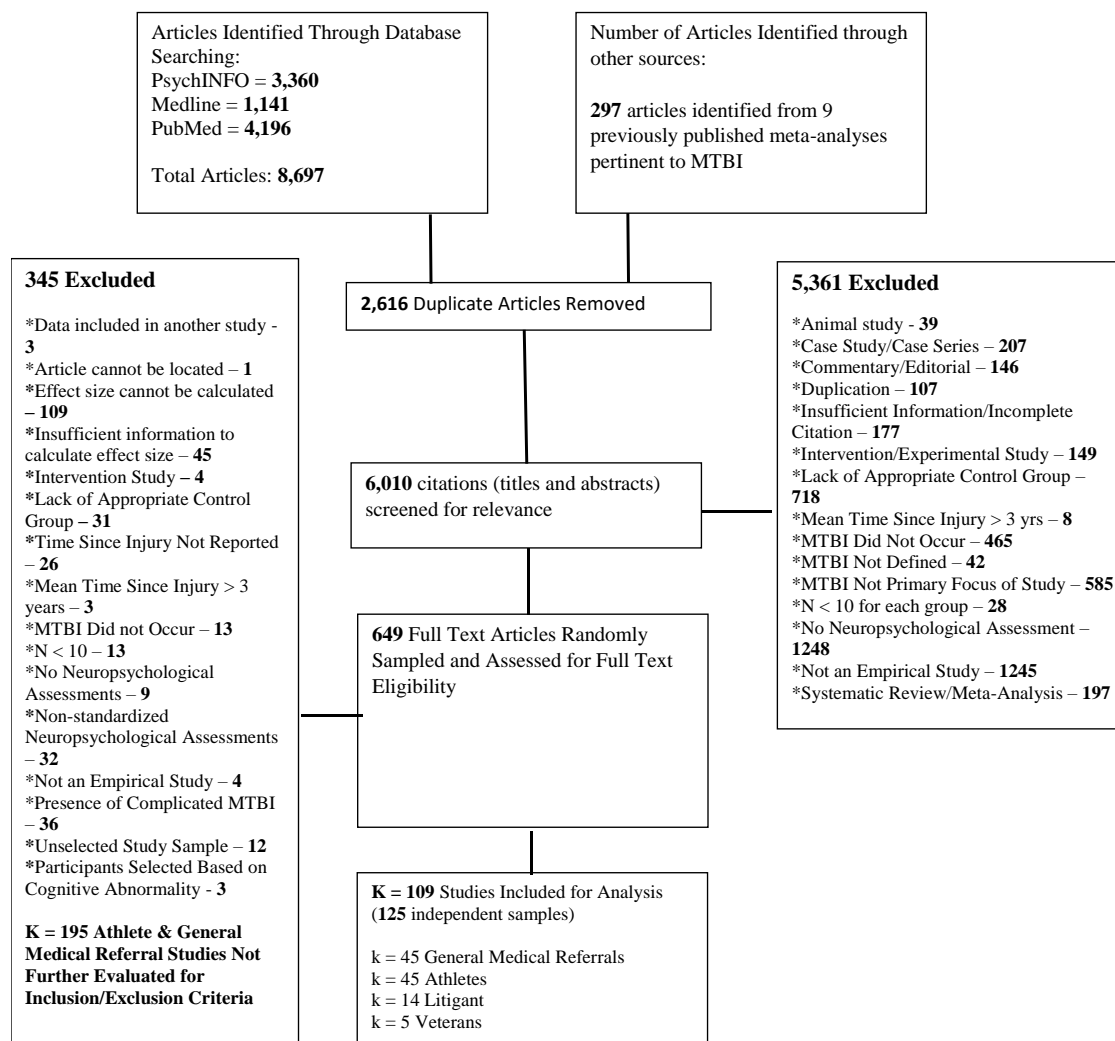 Articles Identified Through Database
Searching:
PsychINFO = 3,360
Medline = 1,141
PubMed = 4,196
Total Articles: 8,697
Number of Articles Identified through
other sources:
297 articles identified from 9
previously published meta-analyses
pertinent to MTBI
2,616 Duplicate Articles Removed
345 Excluded
*Data included in another study -
3
*Article cannot be located – 1
*Effect size cannot be calculated
– 109
*Insufficient information to
calculate effect size – 45
*Intervention Study – 4
*Lack of Appropriate Control
Group – 31
*Time Since Injury Not Reported
– 26
*Mean Time Since Injury > 3
years – 3
*MTBI Did not Occur – 13
*N < 10 – 13
*No Neuropsychological
Assessments – 9
*Non-standardized
Neuropsychological Assessments
– 32
*Not an Empirical Study – 4
*Presence of Complicated MTBI
– 36
*Unselected Study Sample – 12
*Participants Selected Based on
Cognitive Abnormality - 3
K = 195 Athlete & General
Medical Referral Studies Not
Further Evaluated for
Inclusion/Exclusion Criteria
6,010 citations (titles and abstracts)
screened for relevance
5,361 Excluded
*Animal study - 39
*Case Study/Case Series – 207
*Commentary/Editorial – 146
*Duplication – 107
*Insufficient Information/Incomplete
Citation – 177
*Intervention/Experimental Study – 149
*Lack of Appropriate Control Group –
718
*Mean Time Since Injury > 3 yrs – 8
*MTBI Did Not Occur – 465
*MTBI Not Defined – 42
*MTBI Not Primary Focus of Study – 585
*N < 10 for each group – 28
*No Neuropsychological Assessment –
1248
*Not an Empirical Study – 1245
*Systematic Review/Meta-Analysis – 197
649 Full Text Articles Randomly
Sampled and Assessed for Full Text
Eligibility
K = 109 Studies Included for Analysis
(125 independent samples)
k = 45 General Medical Referrals
k = 45 Athletes
k = 14 Litigant
k = 5 Veterans